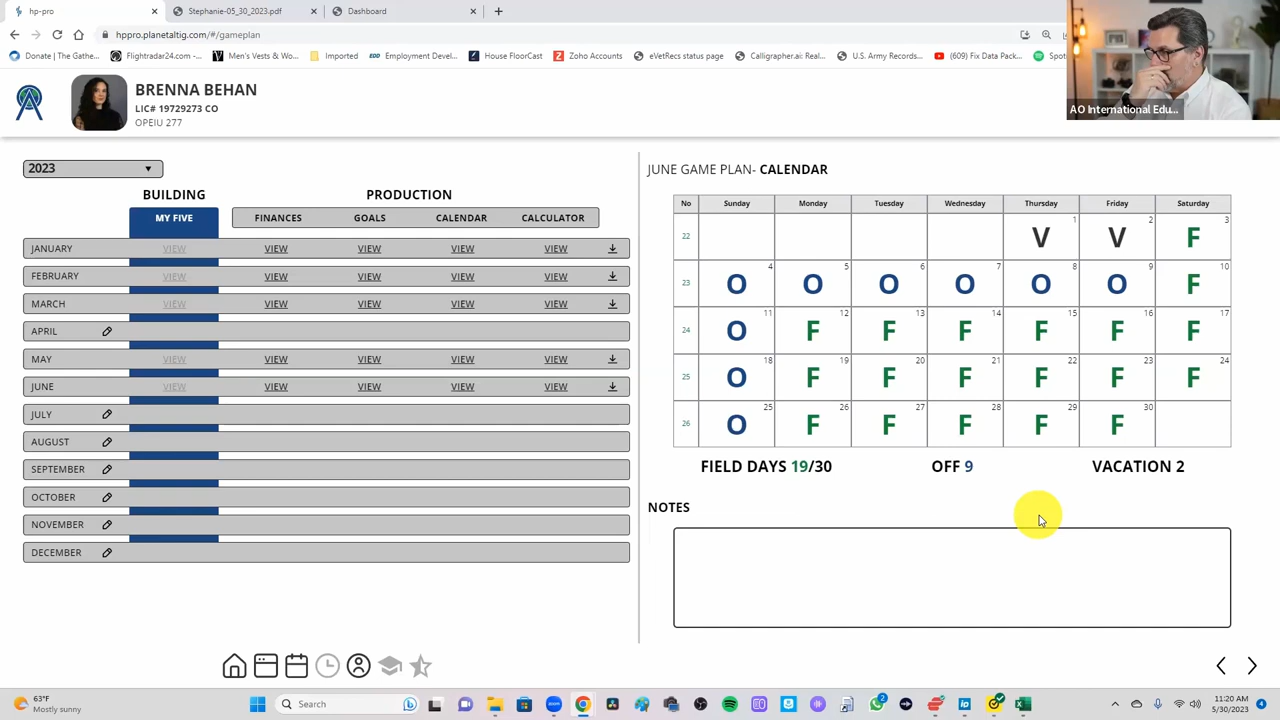 hp-pro
Stephanie-05_30_2023.pdf
Dashboard
hppro.planetaltig.com/#/gameplan
Donate | The Gathe...
Flightradar24.com -...
Men's Vests & Wo...
Imported
EDD Employment Devel...
House FloorCast
Zoho Accounts
eVetRecs status page
Calligrapher.ai: Real...
U.S. Army Records...
(609) Fix Data Pack...
AO International Edu...
BRENNA BEHAN
LIC# 19729273 CO
OPEIU 277
2023
BUILDING
PRODUCTION
MY FIVE
FINANCES GOALS CALENDAR CALCULATOR
JANUARY VIEW VIEW VIEW VIEW VIEW
FEBRUARY VIEW VIEW VIEW VIEW VIEW
MARCH VIEW VIEW VIEW VIEW VIEW
APRIL
MAY VIEW VIEW VIEW VIEW VIEW
JUNE VIEW VIEW VIEW VIEW VIEW
JULY
AUGUST
SEPTEMBER
OCTOBER
NOVEMBER
DECEMBER
JUNE GAME PLAN- CALENDAR
No Sunday Monday Tuesday Wednesday Thursday Friday Saturday
22 V 1 V 2 F 3
23 O 4 O 5 O 6 O 7 O 8 O 9 F 10
24 O 11 F 12 F 13 F 14 F 15 F 16 F 17
25 O 18 F 19 F 20 F 21 F 22 F 23 F 24
26 O 25 F 26 F 27 F 28 F 29 F 30
FIELD DAYS 19/30 OFF 9 VACATION 2
NOTES
63°F
Mostly sunny
Search
11:20 AM
5/30/2023